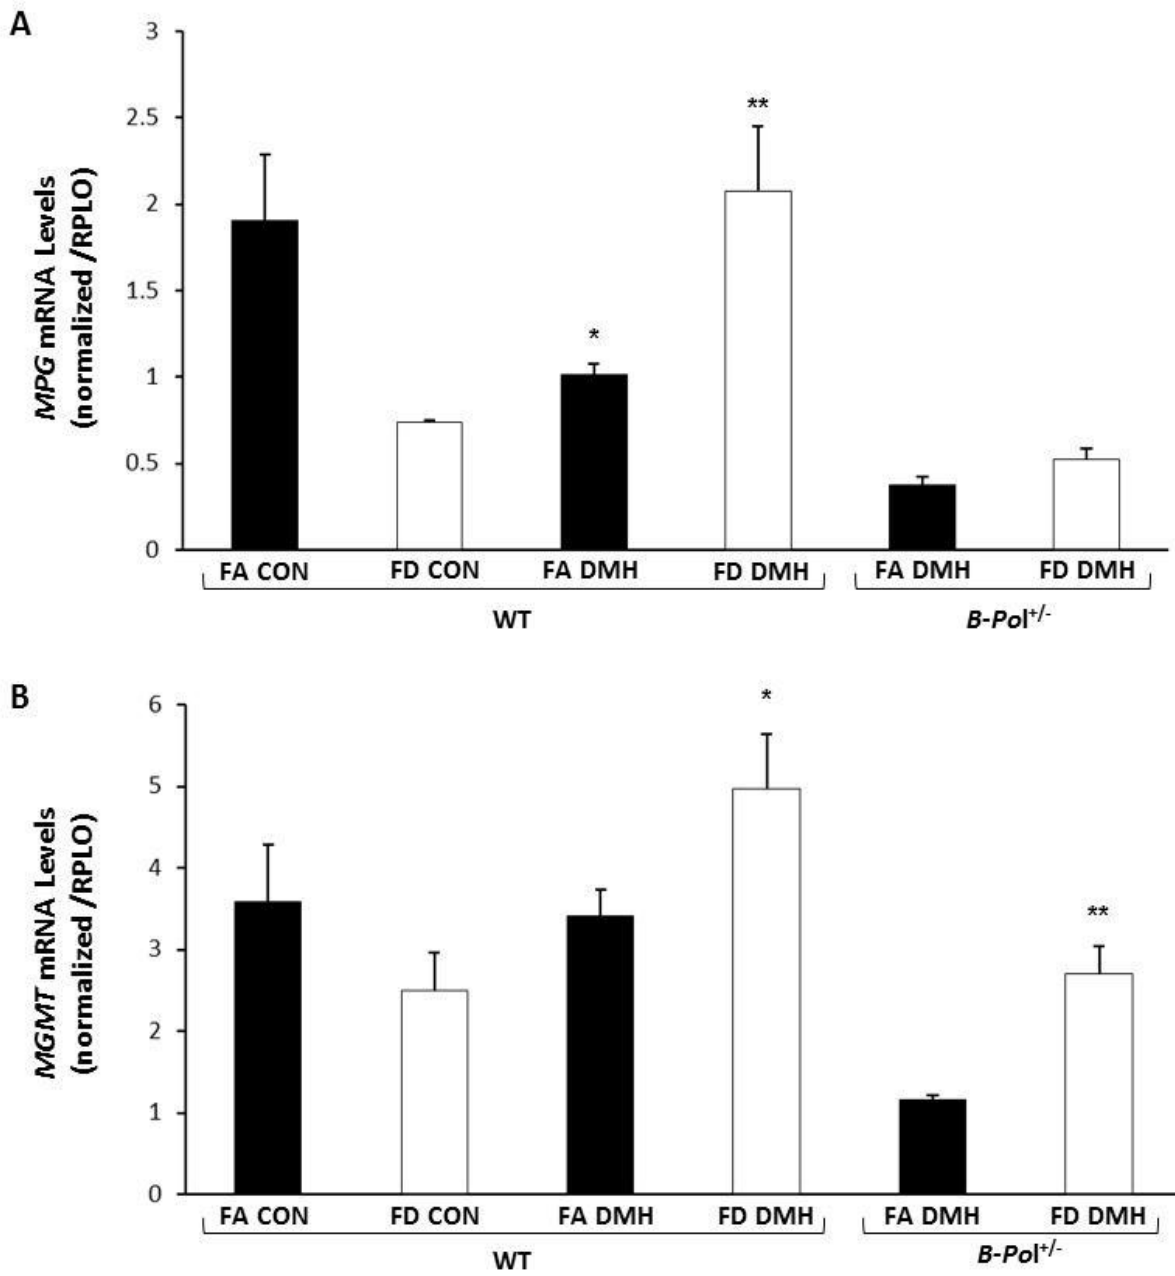 A
MPG mRNA Levels
(normalized /RPLO)
3
2.5
2
1.5
1
0.5
0
**
*
FA CON FD CON FA DMH FD DMH FA DMH FD DMH
WT B-Pol+/-
B
MGMT mRNA Levels
(normalized /RPLO)
6
5
4
3
2
1
0
*
**
FA CON FD CON FA DMH FD DMH FA DMH FD DMH
WT B-Pol+/-